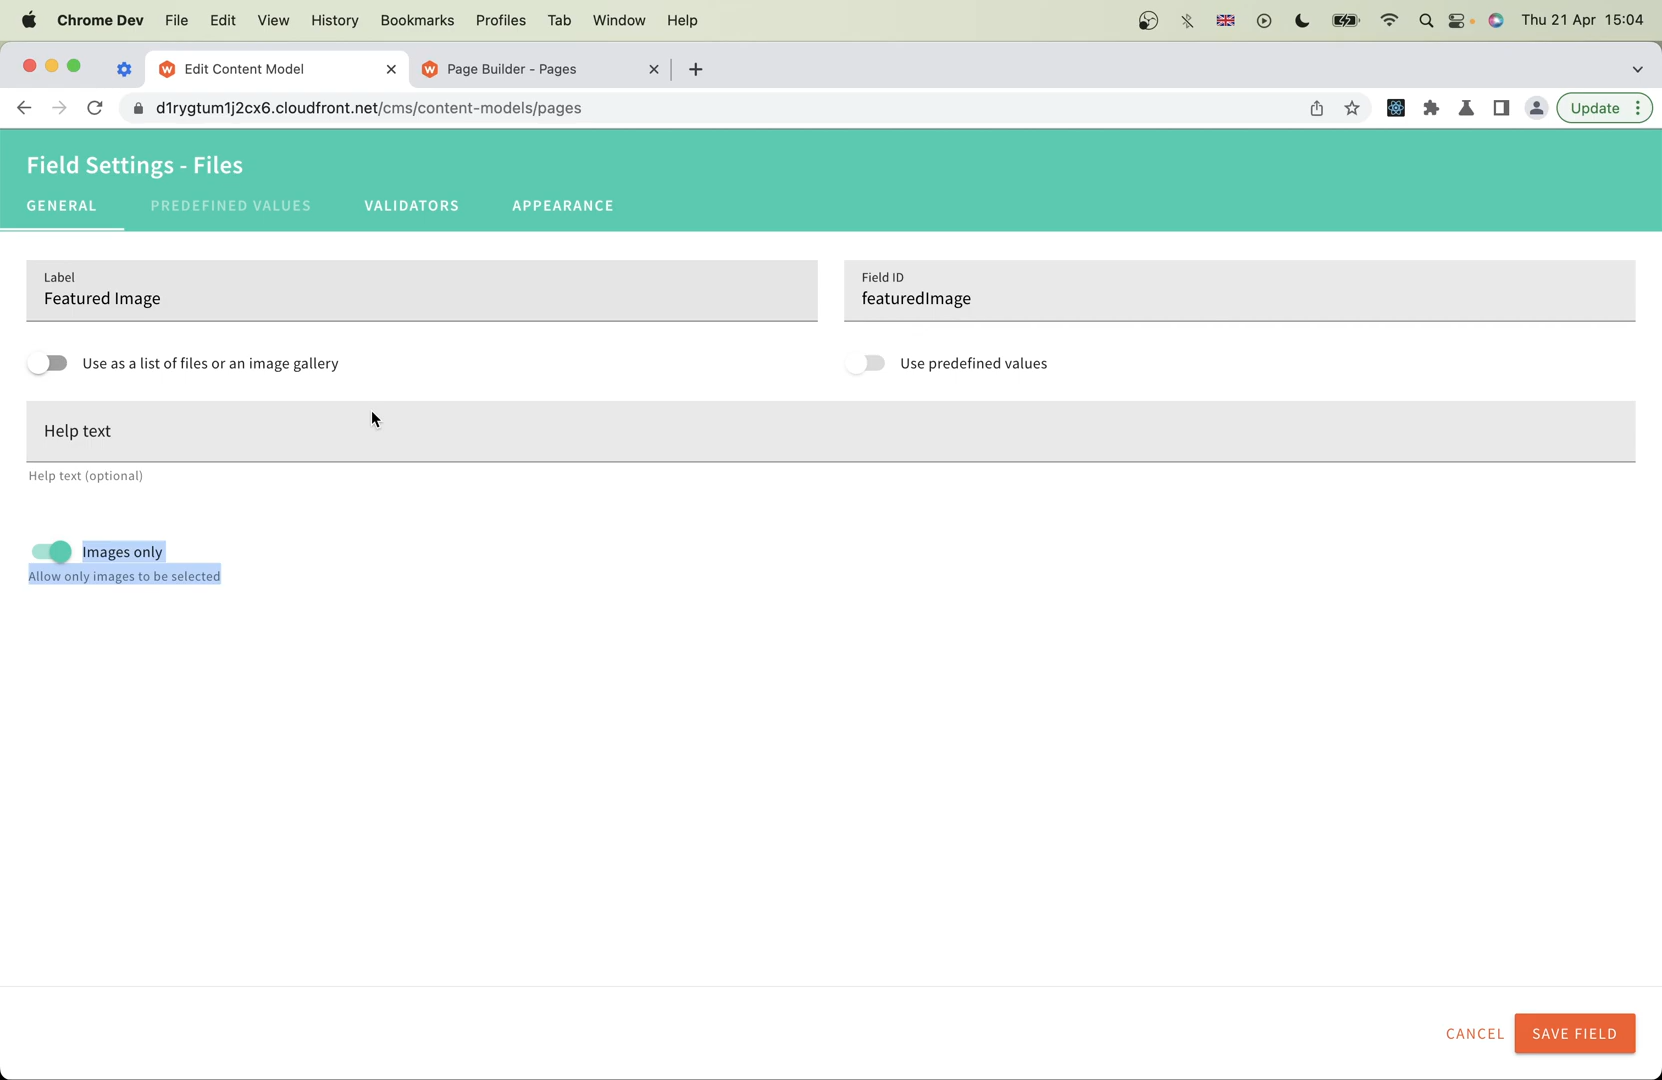 Chrome Dev File Edit View History Bookmarks Profiles Tab Window Help Thu 21 Apr 15:04
Edit Content Model Page Builder - Pages
d1rygtum1j2cx6.cloudfront.net/cms/content-models/pages Update
Field Settings - Files
GENERAL PREDEFINED VALUES VALIDATORS APPEARANCE
Label Field ID
Featured Image featuredImage
Use as a list of files or an image gallery Use predefined values
Help text
Help text (optional)
Images only
Allow only images to be selected
CANCEL SAVE FIELD